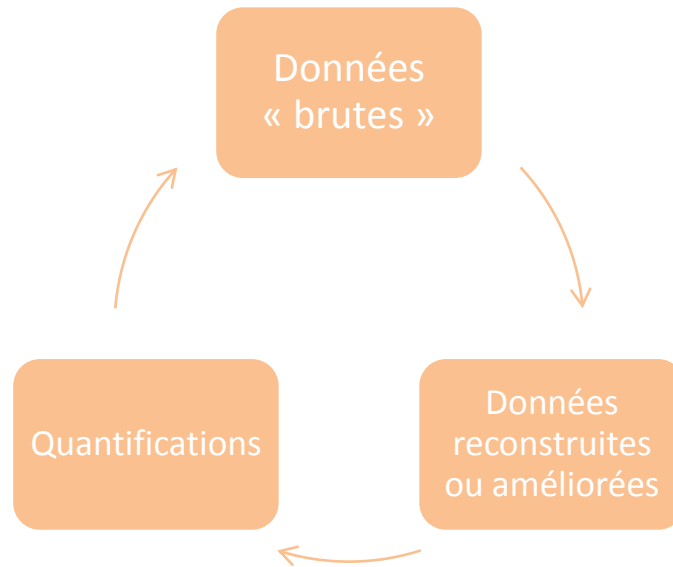 Données
« brutes »
Quantifications
Données
reconstruites
ou améliorées